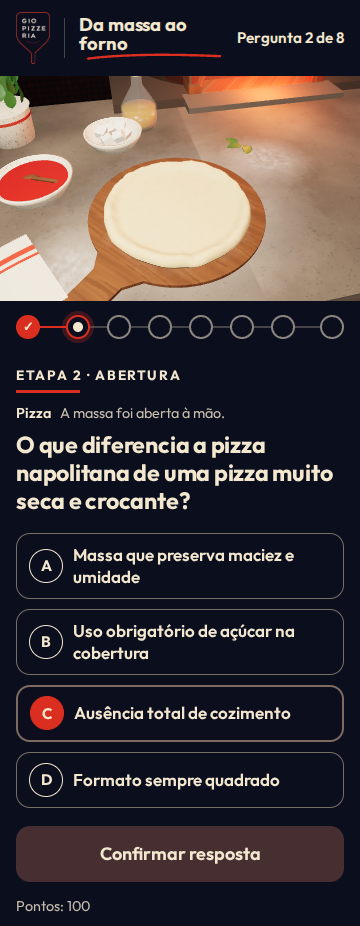 GIO
PIZZE
RIA
Da massa ao
forno
Pergunta 2 de 8
✓
ETAPA 2 · ABERTURA
Pizza A massa foi aberta à mão.
O que diferencia a pizza
napolitana de uma pizza muito
seca e crocante?
A Massa que preserva maciez e
umidade
B Uso obrigatório de açúcar na
cobertura
C Ausência total de cozimento
D Formato sempre quadrado
Confirmar resposta
Pontos: 100